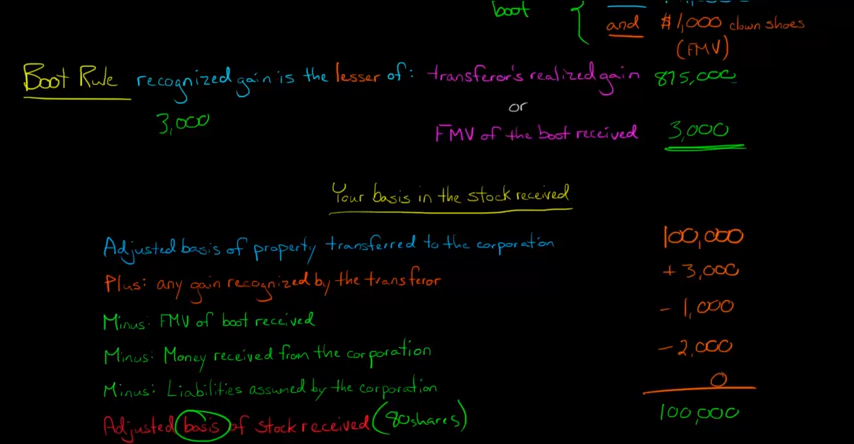 boot
and $1,000 clown shoes
(FMV)
Boot Rule recognized gain is the lesser of: transferor's realized gain 875,000
or
3,000
FMV of the boot received 3,000
Your basis in the stock received
Adjusted basis of property transferred to the corporation 100,000
Plus: any gain recognized by the transferor + 3,000
Minus: FMV of boot received - 1,000
Minus: Money received from the corporation - 2,000
Minus: Liabilities assumed by the corporation 0
Adjusted basis of stock received (80 shares) 100,000